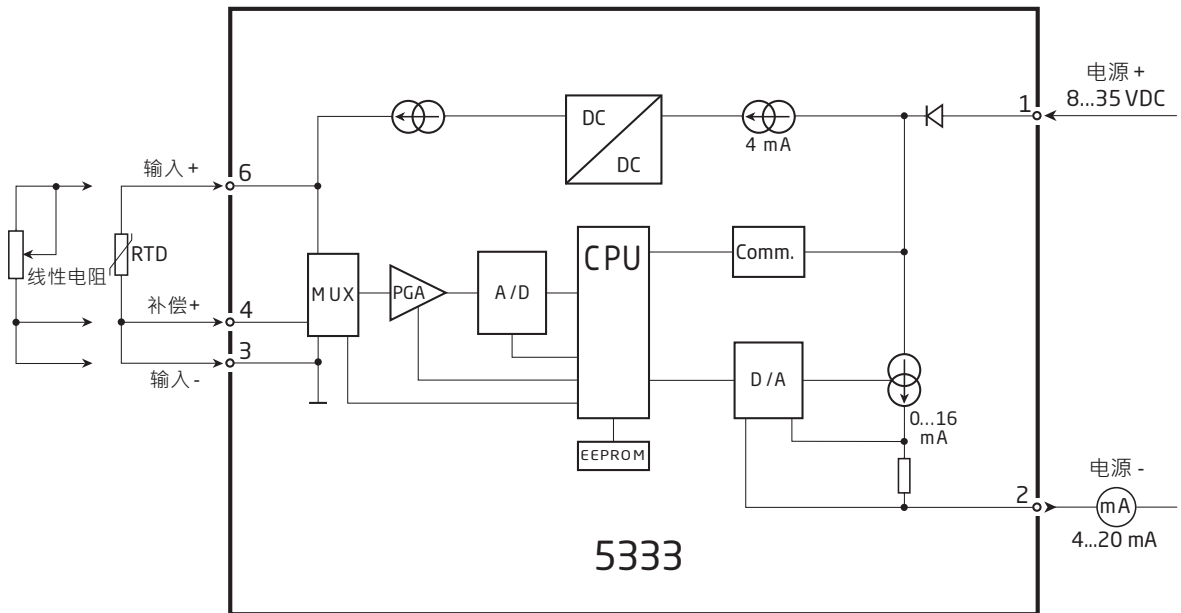 电源 +
8...35 VDC
1
DC
DC
4 mA
6
输入 +
RTD
线性电阻
CPU
Comm.
MUX
PGA
A/D
补偿+
4
3
输入 -
D/A
0...16
mA
EEPROM
电源 -
2
mA
4...20 mA
5333